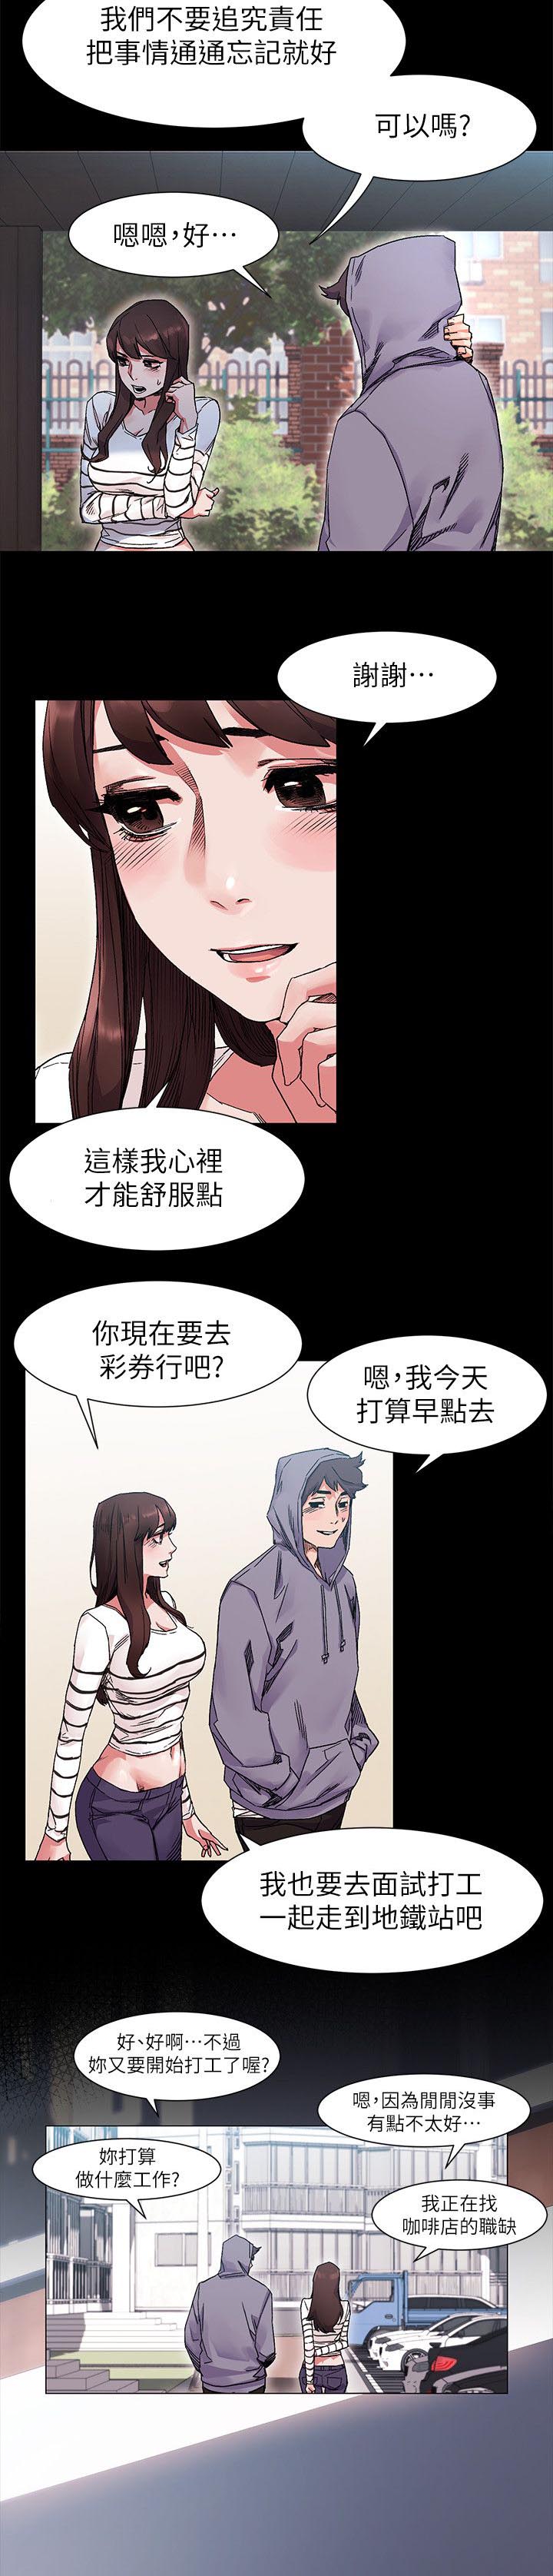 我們不要追究責任
把事情通通忘記就好
可以嗎?
嗯嗯,好…
謝謝…
這樣我心裡
才能舒服點
你現在要去
彩券行吧?
嗯,我今天
打算早點去
我也要去面試打工
一起走到地鐵站吧
好、好啊…不過
妳又要開始打工了喔?
嗯,因為閒閒沒事
有點不太好…
妳打算
做什麼工作?
我正在找
咖啡店的職缺